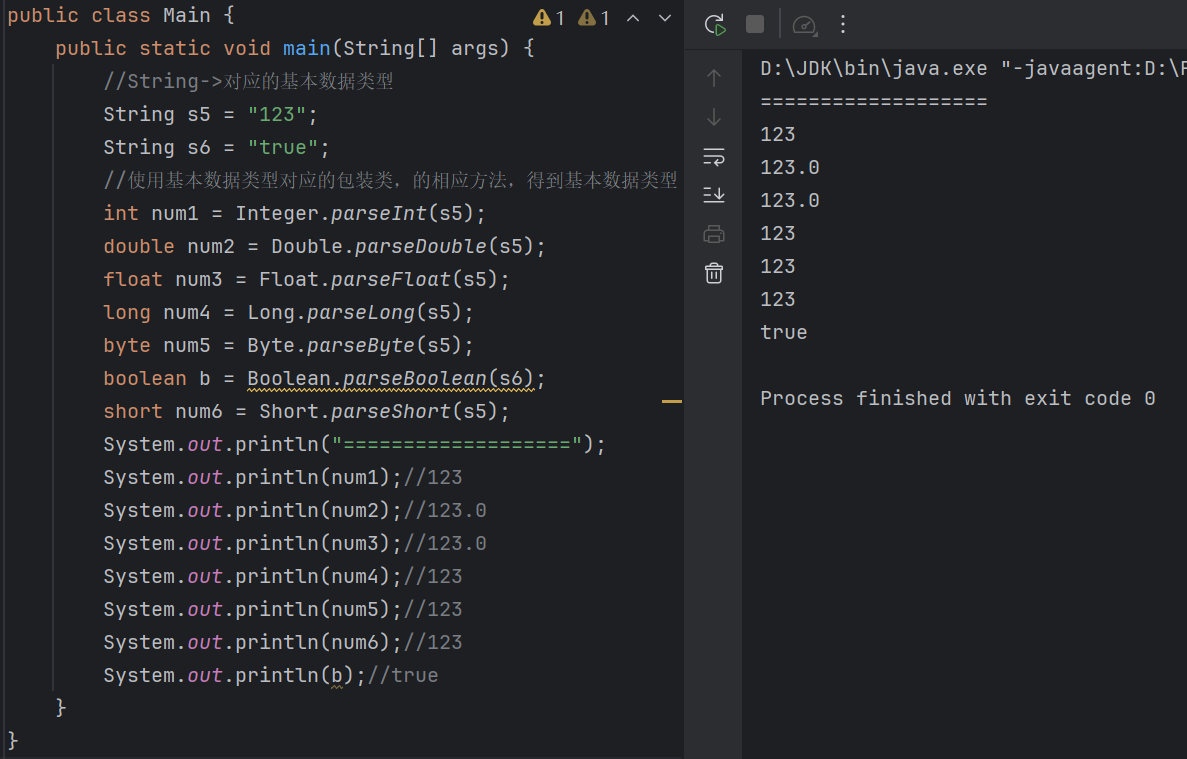 public class Main {
1 1
public static void main(String[] args) {
//String->对应的基本数据类型
String s5 = "123";
String s6 = "true";
//使用基本数据类型对应的包装类，的相应方法，得到基本数据类型
int num1 = Integer.parseInt(s5);
double num2 = Double.parseDouble(s5);
float num3 = Float.parseFloat(s5);
long num4 = Long.parseLong(s5);
byte num5 = Byte.parseByte(s5);
boolean b = Boolean.parseBoolean(s6);
short num6 = Short.parseShort(s5);
System.out.println("===================");
System.out.println(num1);//123
System.out.println(num2);//123.0
System.out.println(num3);//123.0
System.out.println(num4);//123
System.out.println(num5);//123
System.out.println(num6);//123
System.out.println(b);//true
}
}
D:\JDK\bin\java.exe "-javaagent:D:\
===================
123
123.0
123.0
123
123
123
true
Process finished with exit code 0